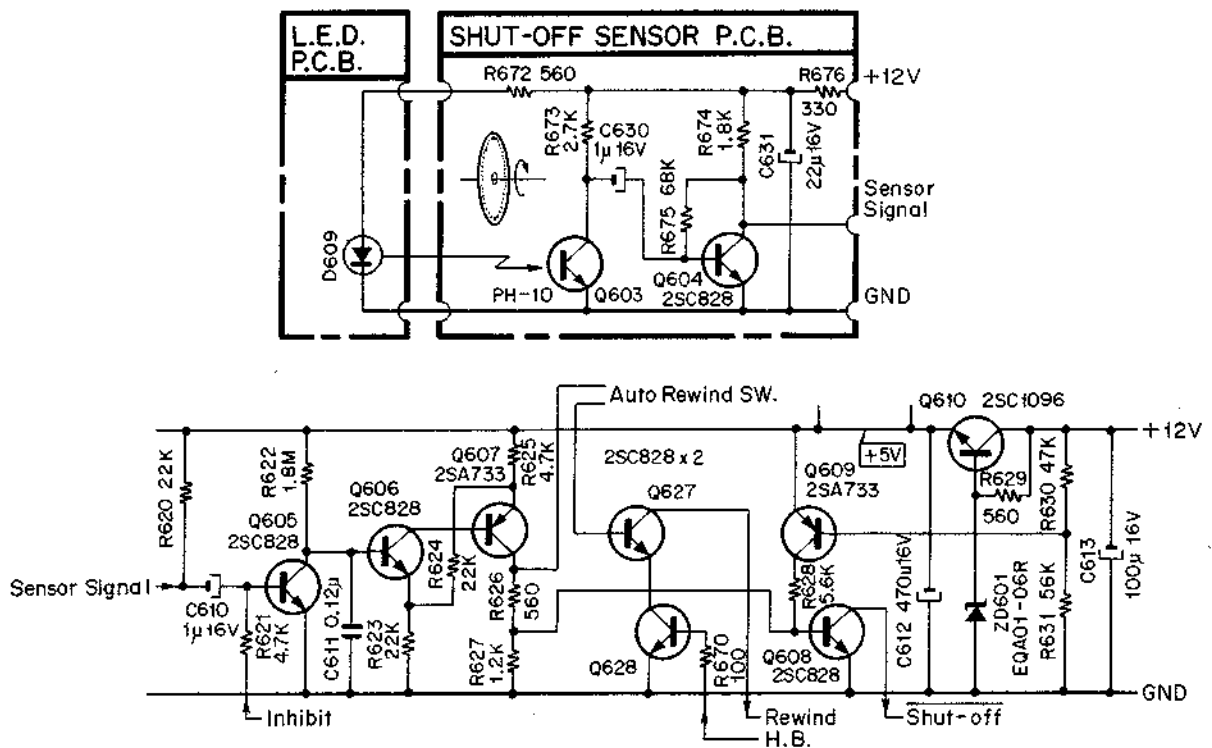 L.E.D.
P.C.B.
SHUT-OFF SENSOR P.C.B.
R672 560
R676
330
+12V
R673
2.7K
C630
1μ 16V
R674
1.8K
C631
22μ 16V
R675 68K
Sensor
Signal
D609
PH-10
Q603
Q604
2SC828
GND
Auto Rewind SW.
Q610 2SC1096
+12V
+5V
R620 22K
R622
1.8M
Q605
2SC828
Q606
2SC828
Q607
2SA733
R625
4.7K
2SC828 x 2
Q627
Q609
2SA733
R629
560
R630 47K
Sensor Signal
C610
1μ 16V
R621
4.7K
C611 0.12μ
R623
22K
R624
22K
R626
560
R627
1.2K
Q628
R670
100
R628
5.6K
Q608
2SC828
C612 470u16V
ZD601
EQA01-06R
R631 56K
C613
100μ 16V
GND
Inhibit
Rewind
H.B.
Shut-off